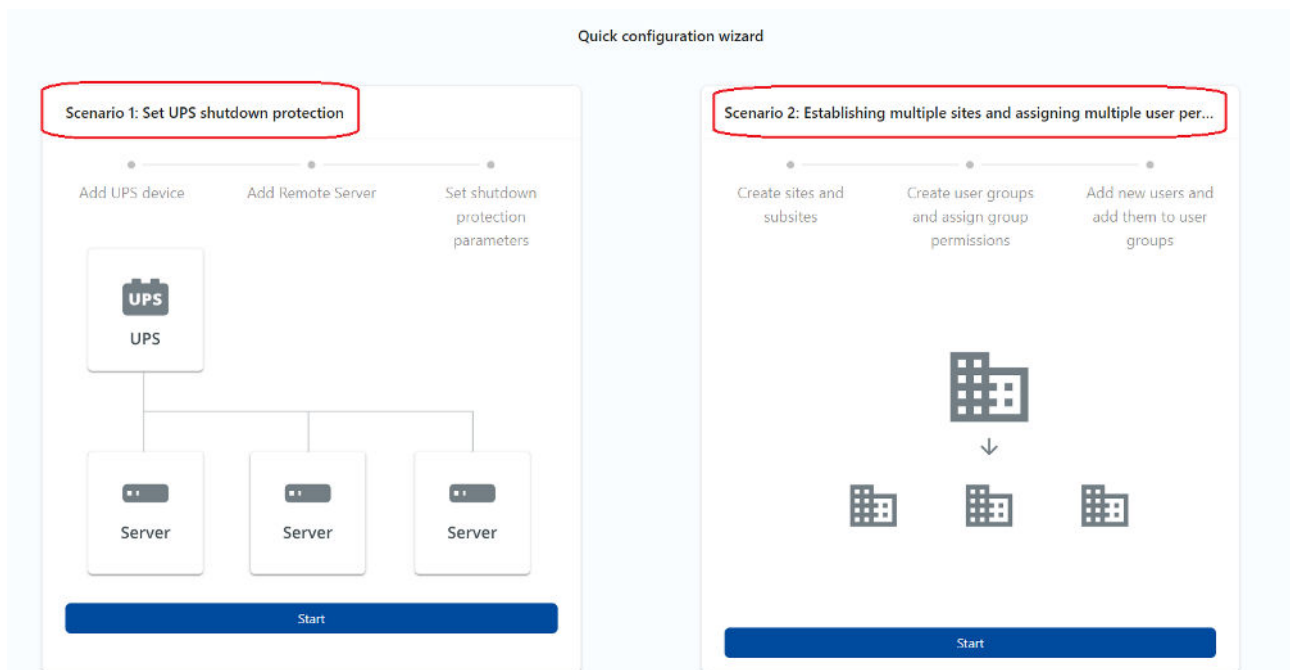 Quick configuration wizard
Scenario 1: Set UPS shutdown protection
Add UPS device
Add Remote Server
Set shutdown
protection
parameters
UPS
UPS
Server
Server
Server
Start
Scenario 2: Establishing multiple sites and assigning multiple user per...
Create sites and
subsites
Create user groups
and assign group
permissions
Add new users and
add them to user
groups
Start